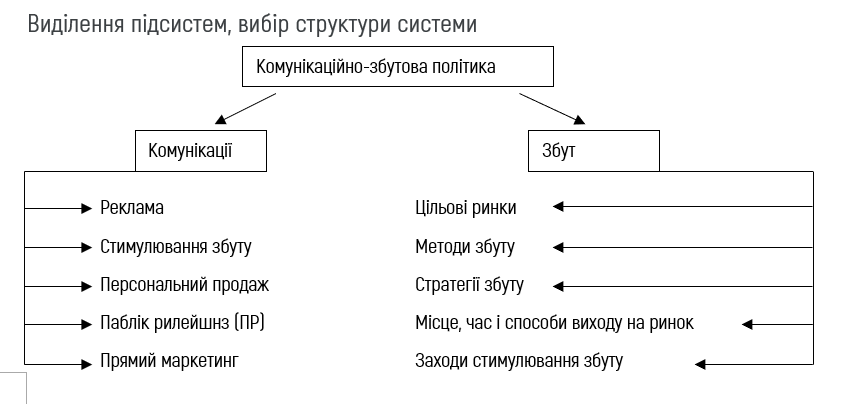 Виділення підсистем, вибір структури системи
Комунікаційно-збутова політика
Комунікації
Збут
Реклама
Стимулювання збуту
Персональний продаж
Паблік рилейшнз (ПР)
Прямий маркетинг
Цільові ринки
Методи збуту
Стратегії збуту
Місце, час і способи виходу на ринок
Заходи стимулювання збуту